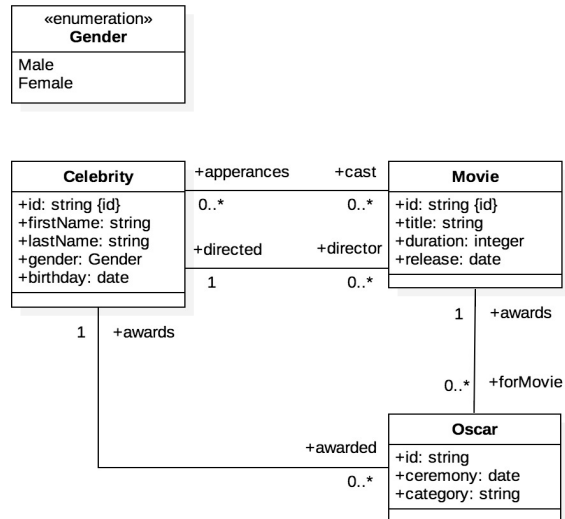 «enumeration»
Gender
Male
Female
Celebrity
+id: string {id}
+firstName: string
+lastName: string
+gender: Gender
+birthday: date
+apperances
+cast
0..*
0..*
+directed
+director
1
0..*
Movie
+id: string {id}
+title: string
+duration: integer
+release: date
1
+awards
1
+awards
0..*
+forMovie
+awarded
0..*
Oscar
+id: string
+ceremony: date
+category: string